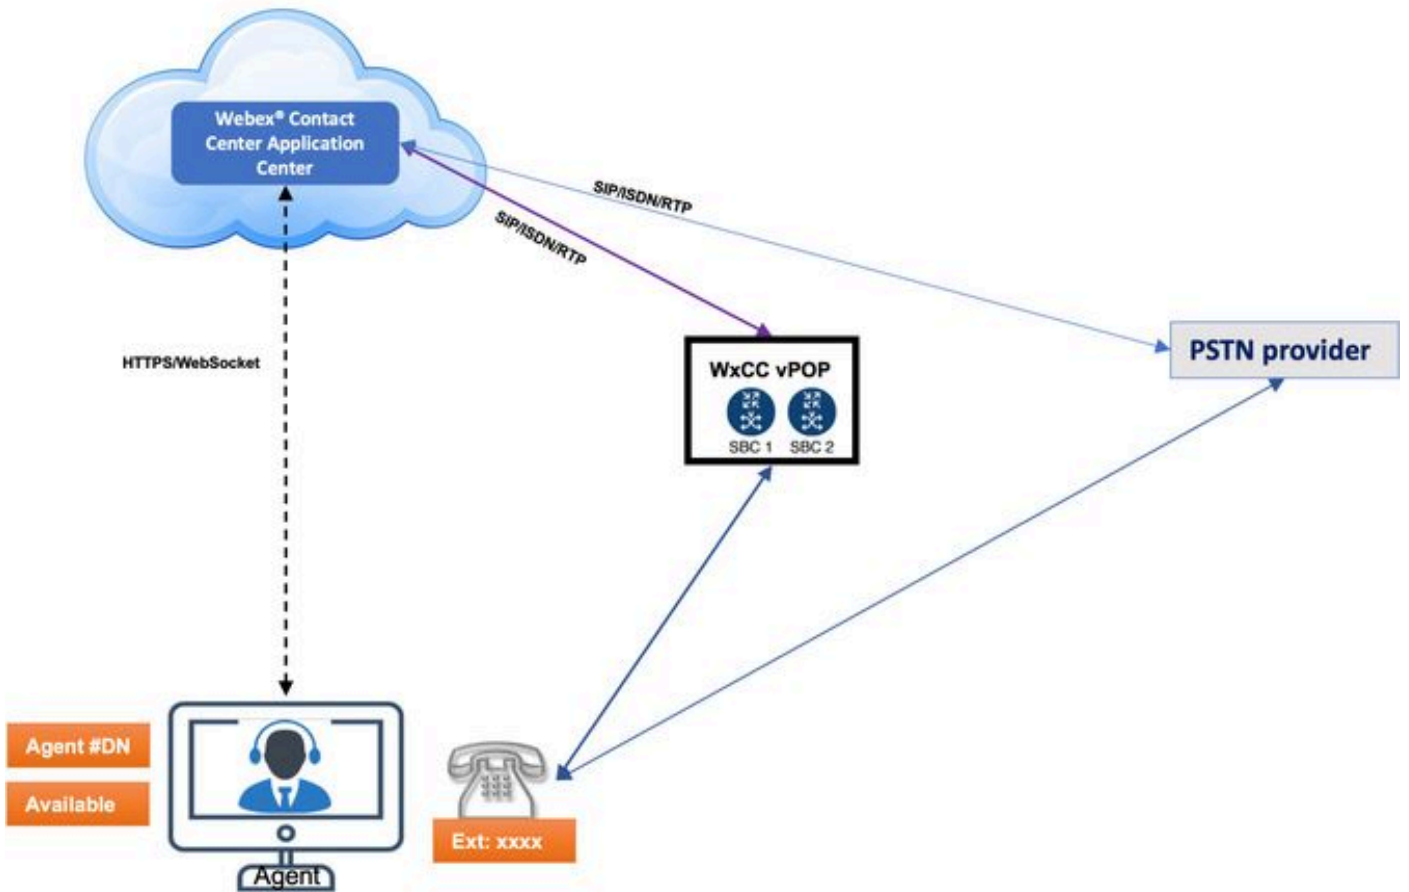 Webex® Contact
Center Application
Center
SIP/ISDN/RTP
SIP/ISDN/RTP
PSTN provider
HTTPS/WebSocket
WxCC vPOP
SBC 1 SBC 2
Agent #DN
Available
Ext: xxxx
Agent